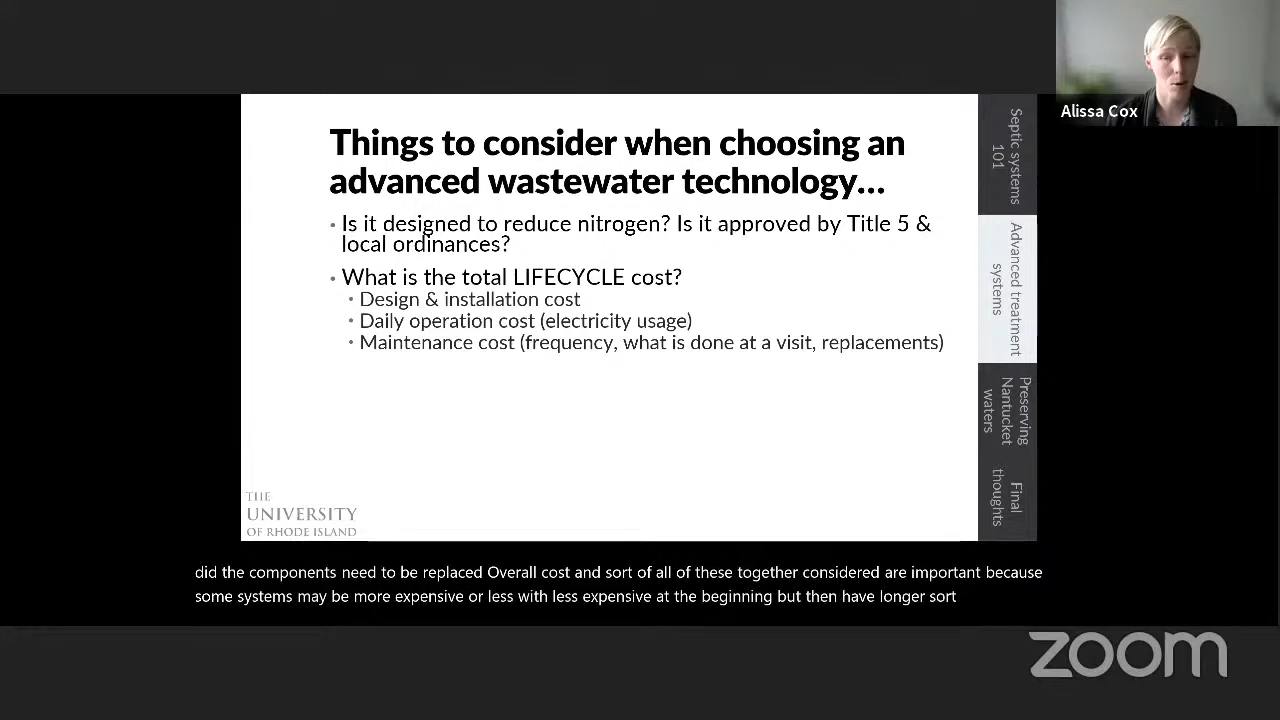 Alissa Cox
Things to consider when choosing an
advanced wastewater technology...
• Is it designed to reduce nitrogen? Is it approved by Title 5 &
local ordinances?
• What is the total LIFECYCLE cost?
• Design & installation cost
• Daily operation cost (electricity usage)
• Maintenance cost (frequency, what is done at a visit, replacements)
Septic systems
101
Advanced treatment
systems
Preserving
Nantucket
waters
Final
thoughts
THE
UNIVERSITY
OF RHODE ISLAND
did the components need to be replaced Overall cost and sort of all of these together considered are important because
some systems may be more expensive or less with less expensive at the beginning but then have longer sort
zoom